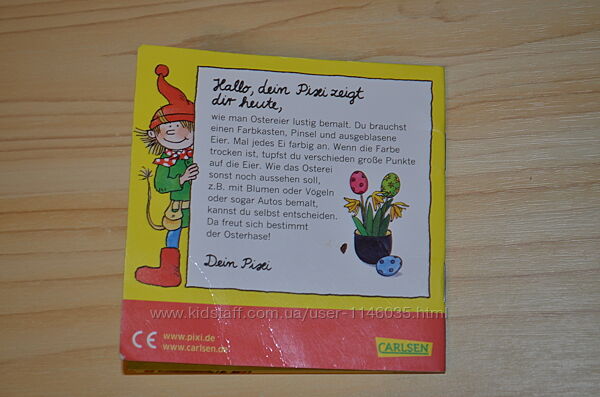 Hallo, dein Pixi zeigt
dir heute,
wie man Ostereier lustig bemalt. Du brauchst
einen Farbkasten, Pinsel und ausgeblasene
Eier. Mal jedes Ei farbig an. Wenn die Farbe
trocken ist, tupfst du verschieden große Punkte
auf die Eier. Wie das Osterei
sonst noch aussehen soll,
z.B. mit Blumen oder Vögeln
oder sogar Autos bemalt,
kannst du selbst entscheiden.
Da freut sich bestimmt
der Osterhase!
Dein Pixi
www.kidstaff.com.ua/user-1146035.html
CE
www.pixi.de
www.carlsen.de
CARLSEN